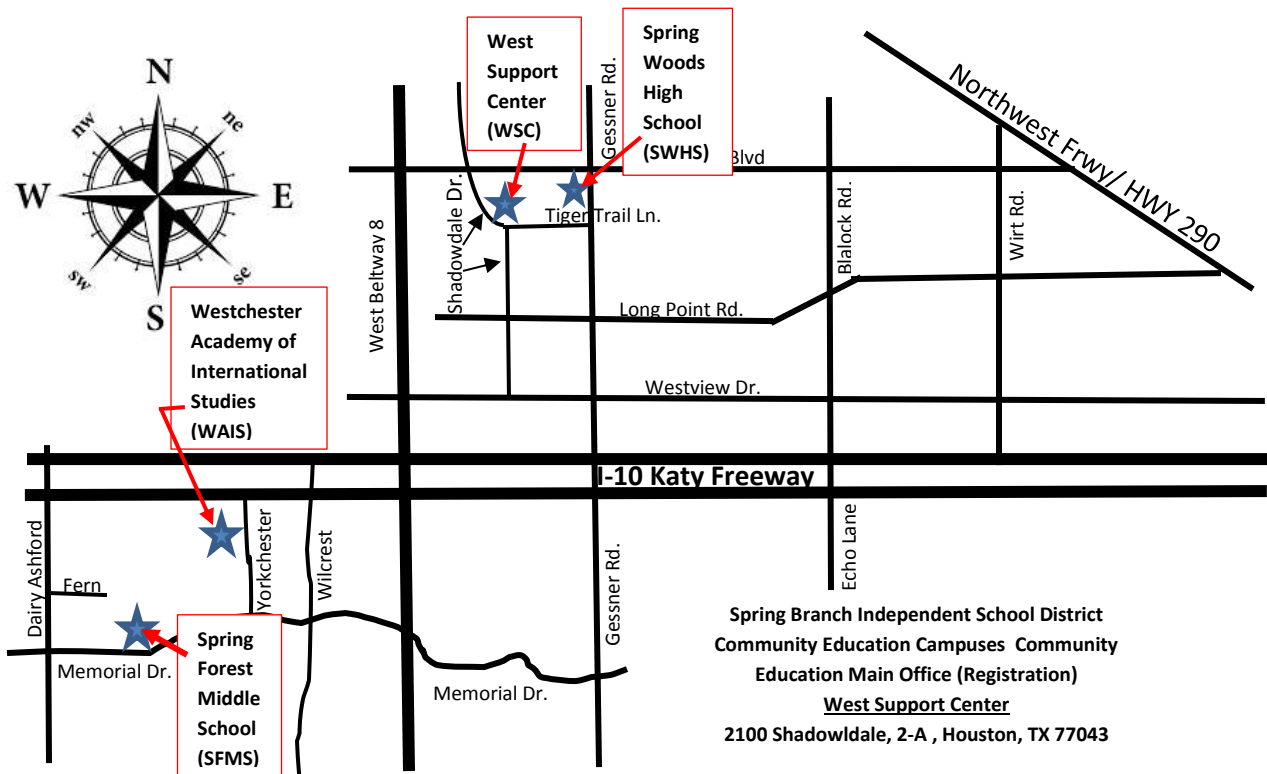 N
nw
ne
W
E
sw
se
S
West
Support
Center
(WSC)
Spring
Woods
High
School
(SWHS)
Gessner Rd.
Blvd
Northwest Frwy/ HWY 290
Shadowdale Dr.
Tiger Trail Ln.
West Beltway 8
Blalock Rd.
Wirt Rd.
Long Point Rd.
Westview Dr.
Westchester
Academy of
International
Studies
(WAIS)
I-10 Katy Freeway
Dairy Ashford
Fern
Yorkchester
Wilcrest
Gessner Rd.
Echo Lane
Memorial Dr.
Memorial Dr.
Spring
Forest
Middle
School
(SFMS)
Spring Branch Independent School District
Community Education Campuses Community
Education Main Office (Registration)
West Support Center
2100 Shadowldale, 2-A , Houston, TX 77043